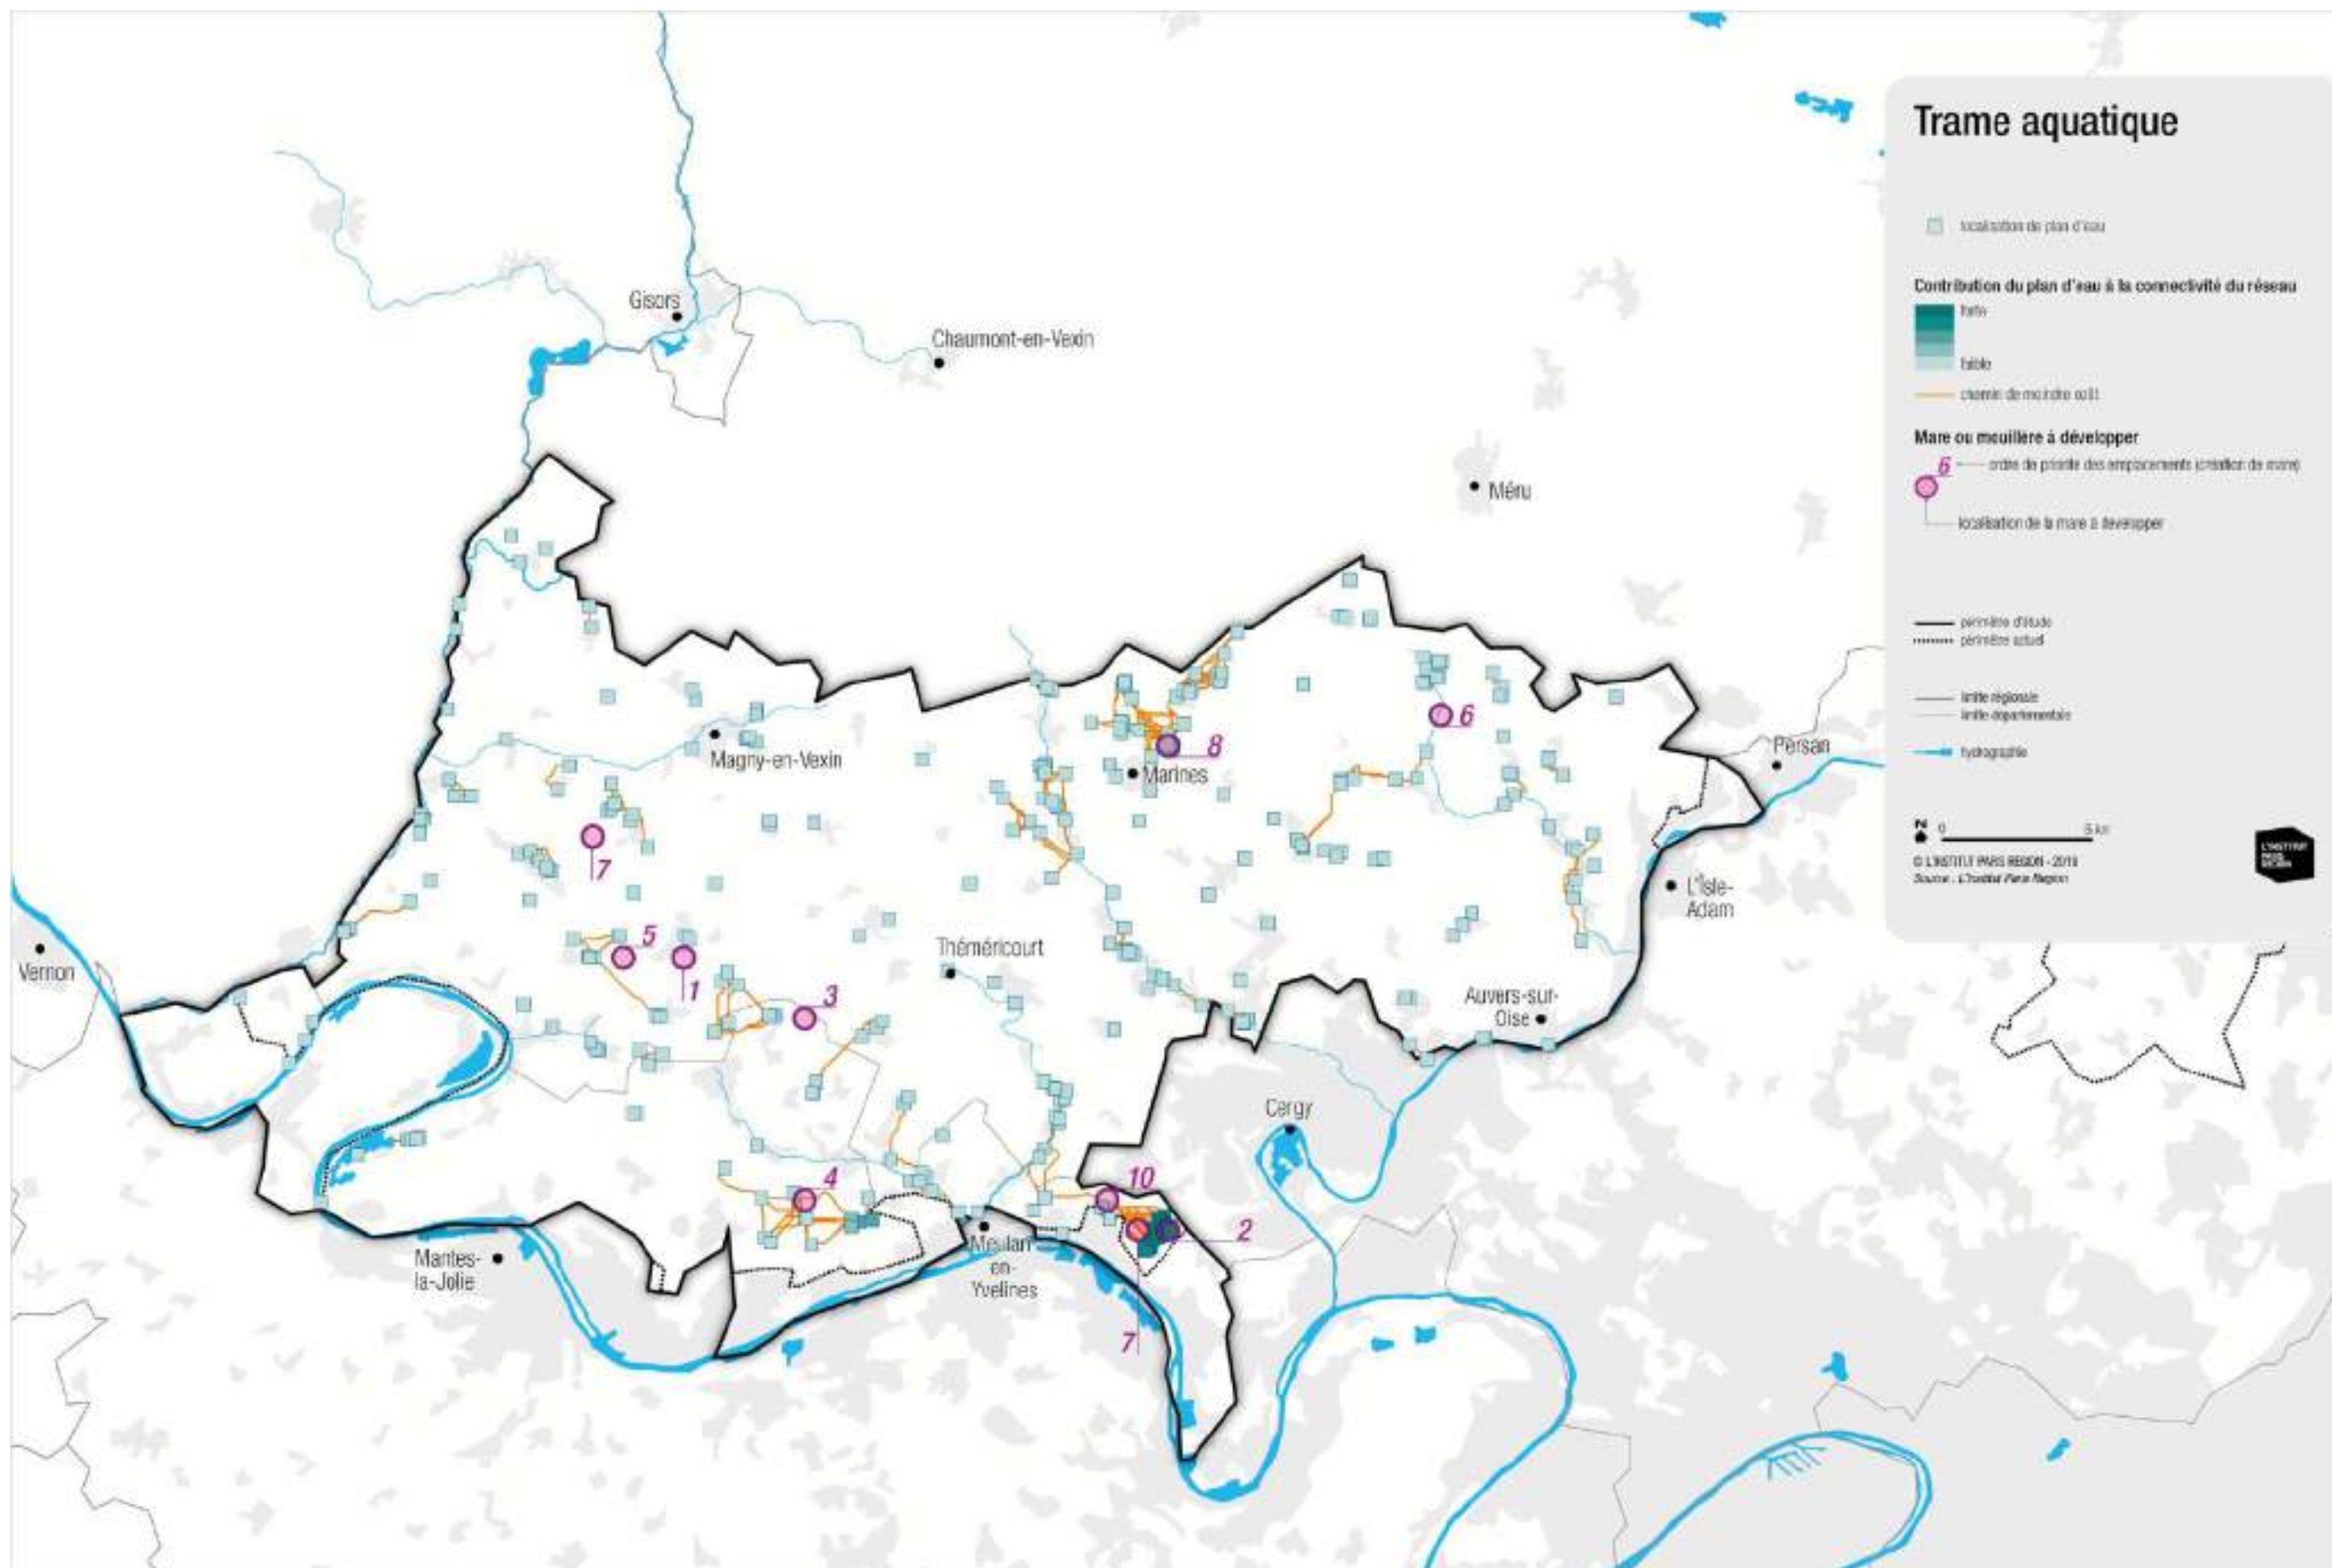 Trame aquatique
localisation de plan d'eau
Contribution du plan d'eau à la connectivité du réseau
forte
faible
chemin de moindre coût
Mare ou mouillère à développer
6
ordre de priorité des emplacements (création de mare)
localisation de la mare à développer
périmètre d'étude
périmètre actuel
limite régionale
limite départementale
hydrographie
N
0
5 km
© L'INSTITUT PARIS REGION - 2019
Source : L'Institut Paris Region
L'INSTITUT
PARIS
REGION
Gisors
Chaumont-en-Vexin
Méru
6
Magny-en-Vexin
8
Marines
Persan
7
L'Isle-
Adam
5
Théméricourt
Vernon
1
3
Auvers-sur-
Oise
Cergy
4
10
2
Mantes-
la-Jolie
Meulan
en-
Yvelines
7